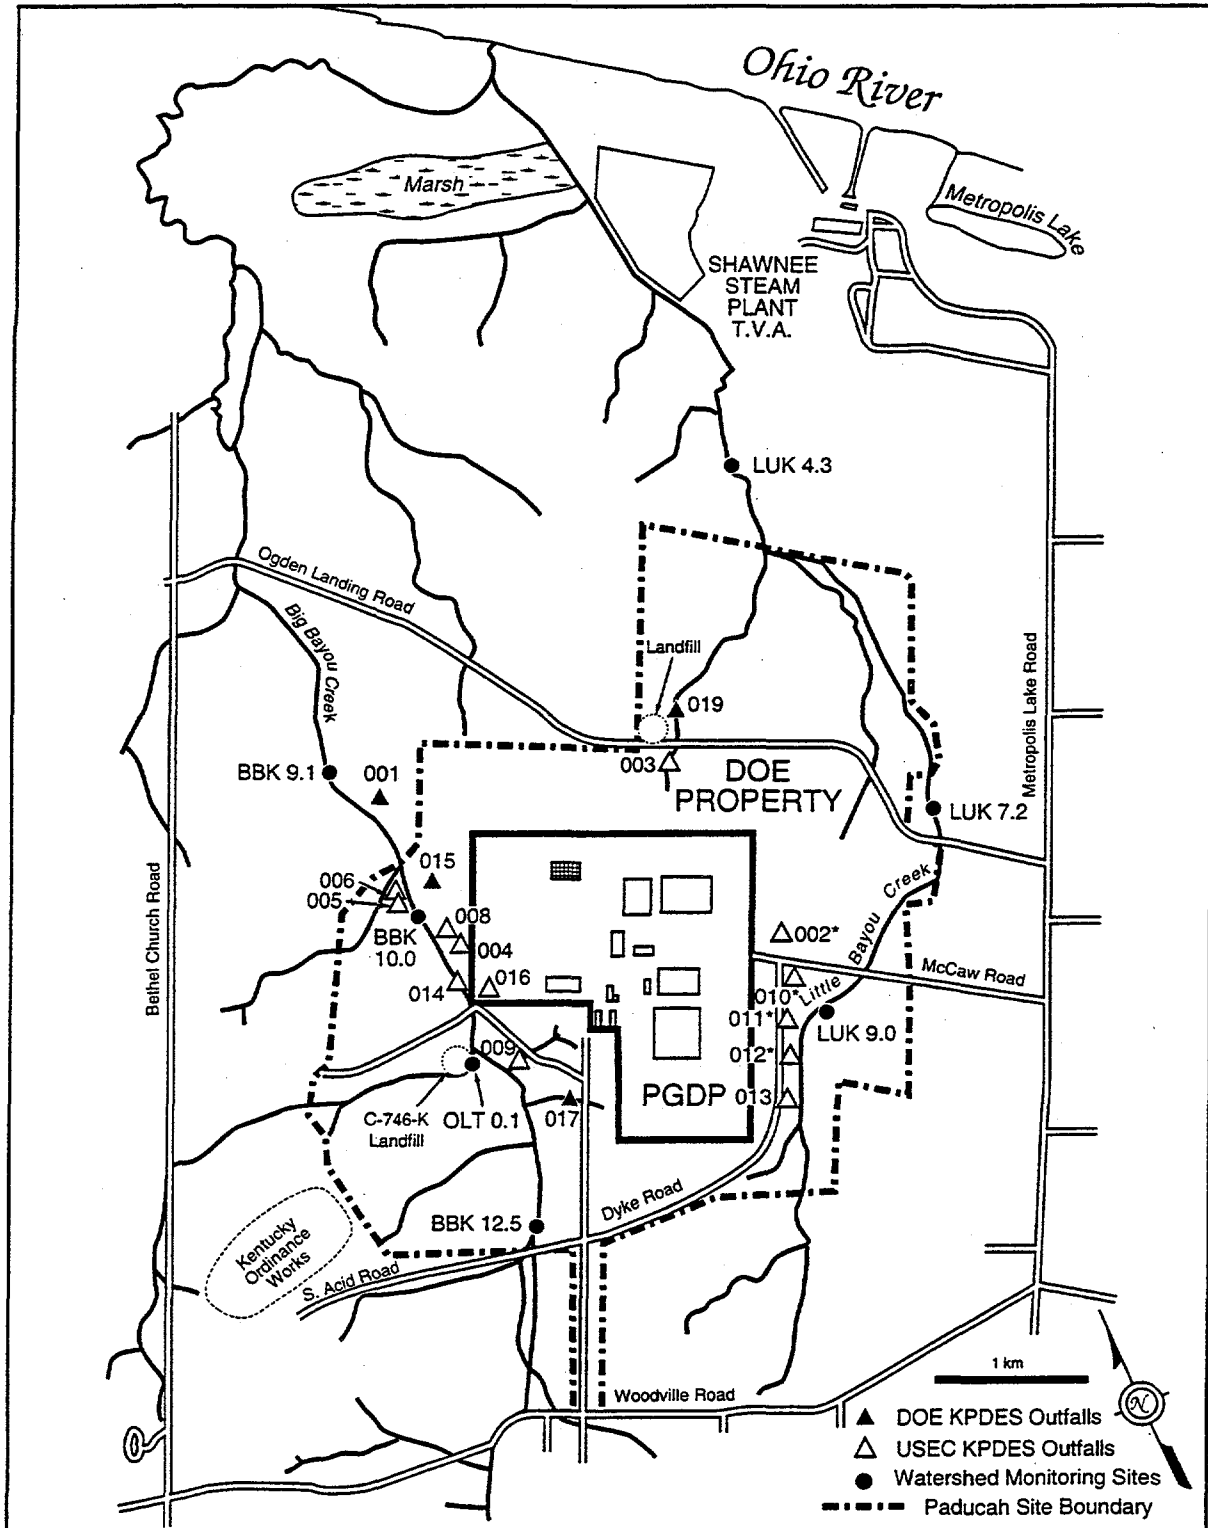 Ohio River
Marsh
Metropolis Lake
SHAWNEE
STEAM
PLANT
T.V.A.
LUK 4.3
Ogden Landing Road
Big Bayou Creek
Landfill
019
Metropolis Lake Road
003
DOE
PROPERTY
BBK 9.1
001
LUK 7.2
015
006
005
Bethel Church Road
008
BBK
10.0
004
002*
Little Bayou Creek
McCaw Road
014
016
010*
011*
LUK 9.0
009
012*
C-746-K
Landfill
OLT 0.1
017
PGDP
013
Dyke Road
BBK 12.5
Kentucky
Ordinance
Works
S. Acid Road
1 km
Woodville Road
N
DOE KPDES Outfalls
USEC KPDES Outfalls
Watershed Monitoring Sites
Paducah Site Boundary